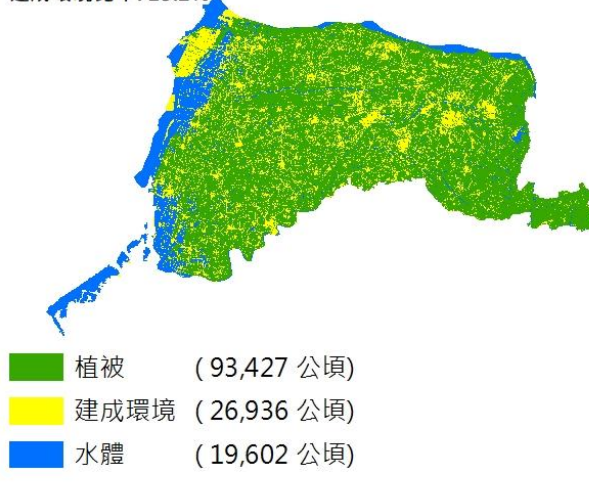 植被 ( 93,427 公頃)
建成環境 ( 26,936 公頃)
水體 ( 19,602 公頃)